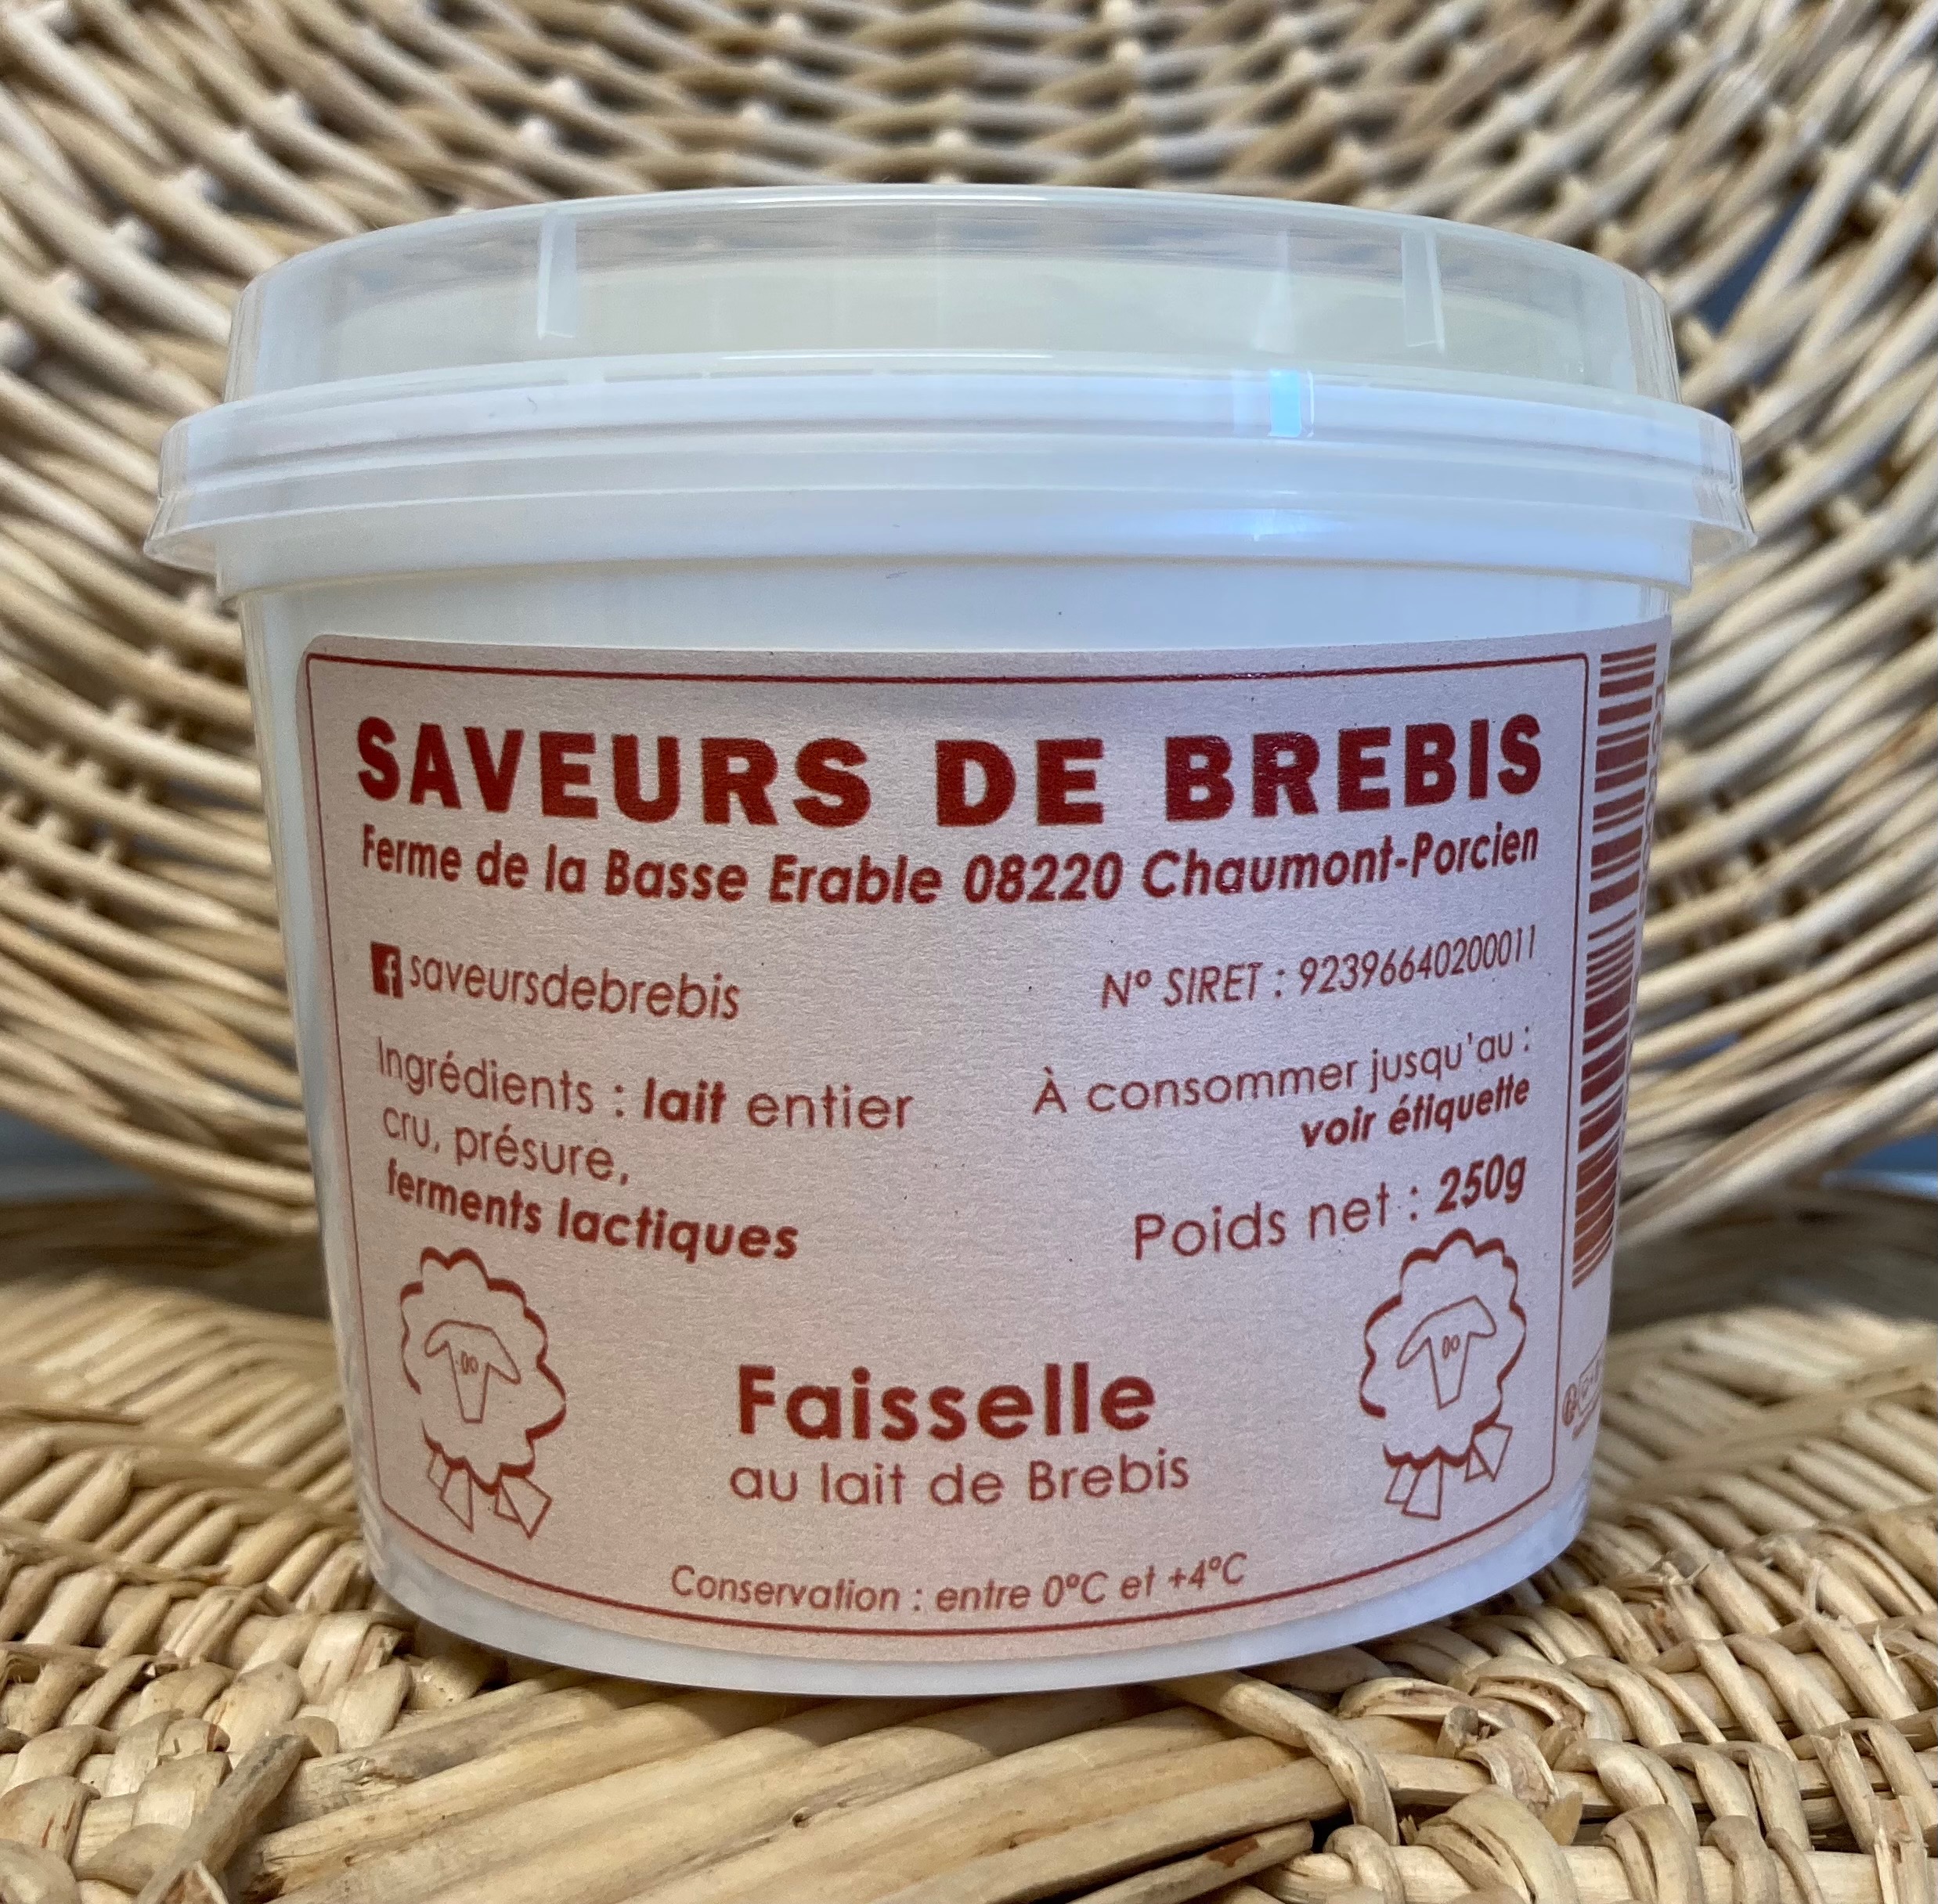 SAVEURS DE BREBIS
Ferme de la Basse Erable 08220 Chaumont-Porcien
saveursdebrebis
N° SIRET : 92396640200011
Ingrédients : lait entier
cru, présure,
ferments lactiques
À consommer jusqu'au :
voir étiquette
Poids net : 250g
Faisselle
au lait de Brebis
Conservation : entre 0°C et +4°C